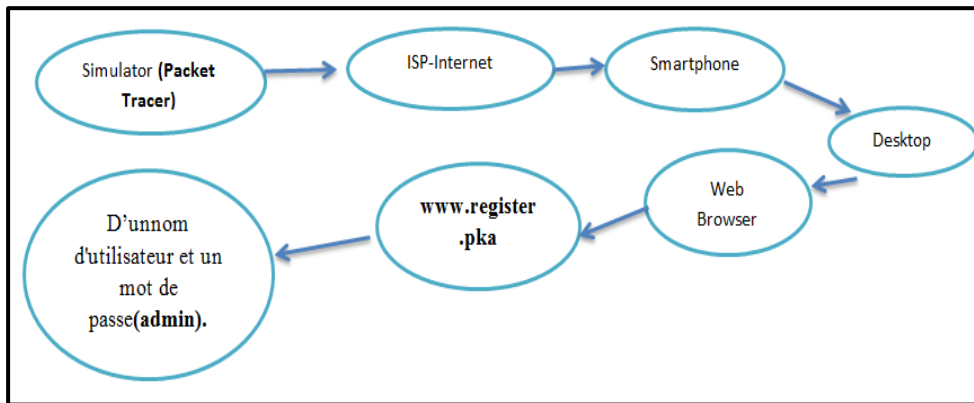 Simulator (Packet
Tracer)
ISP-Internet
Smartphone
Desktop
Web
Browser
www.register
.pka
D’unnom
d'utilisateur et un
mot de
passe(admin).